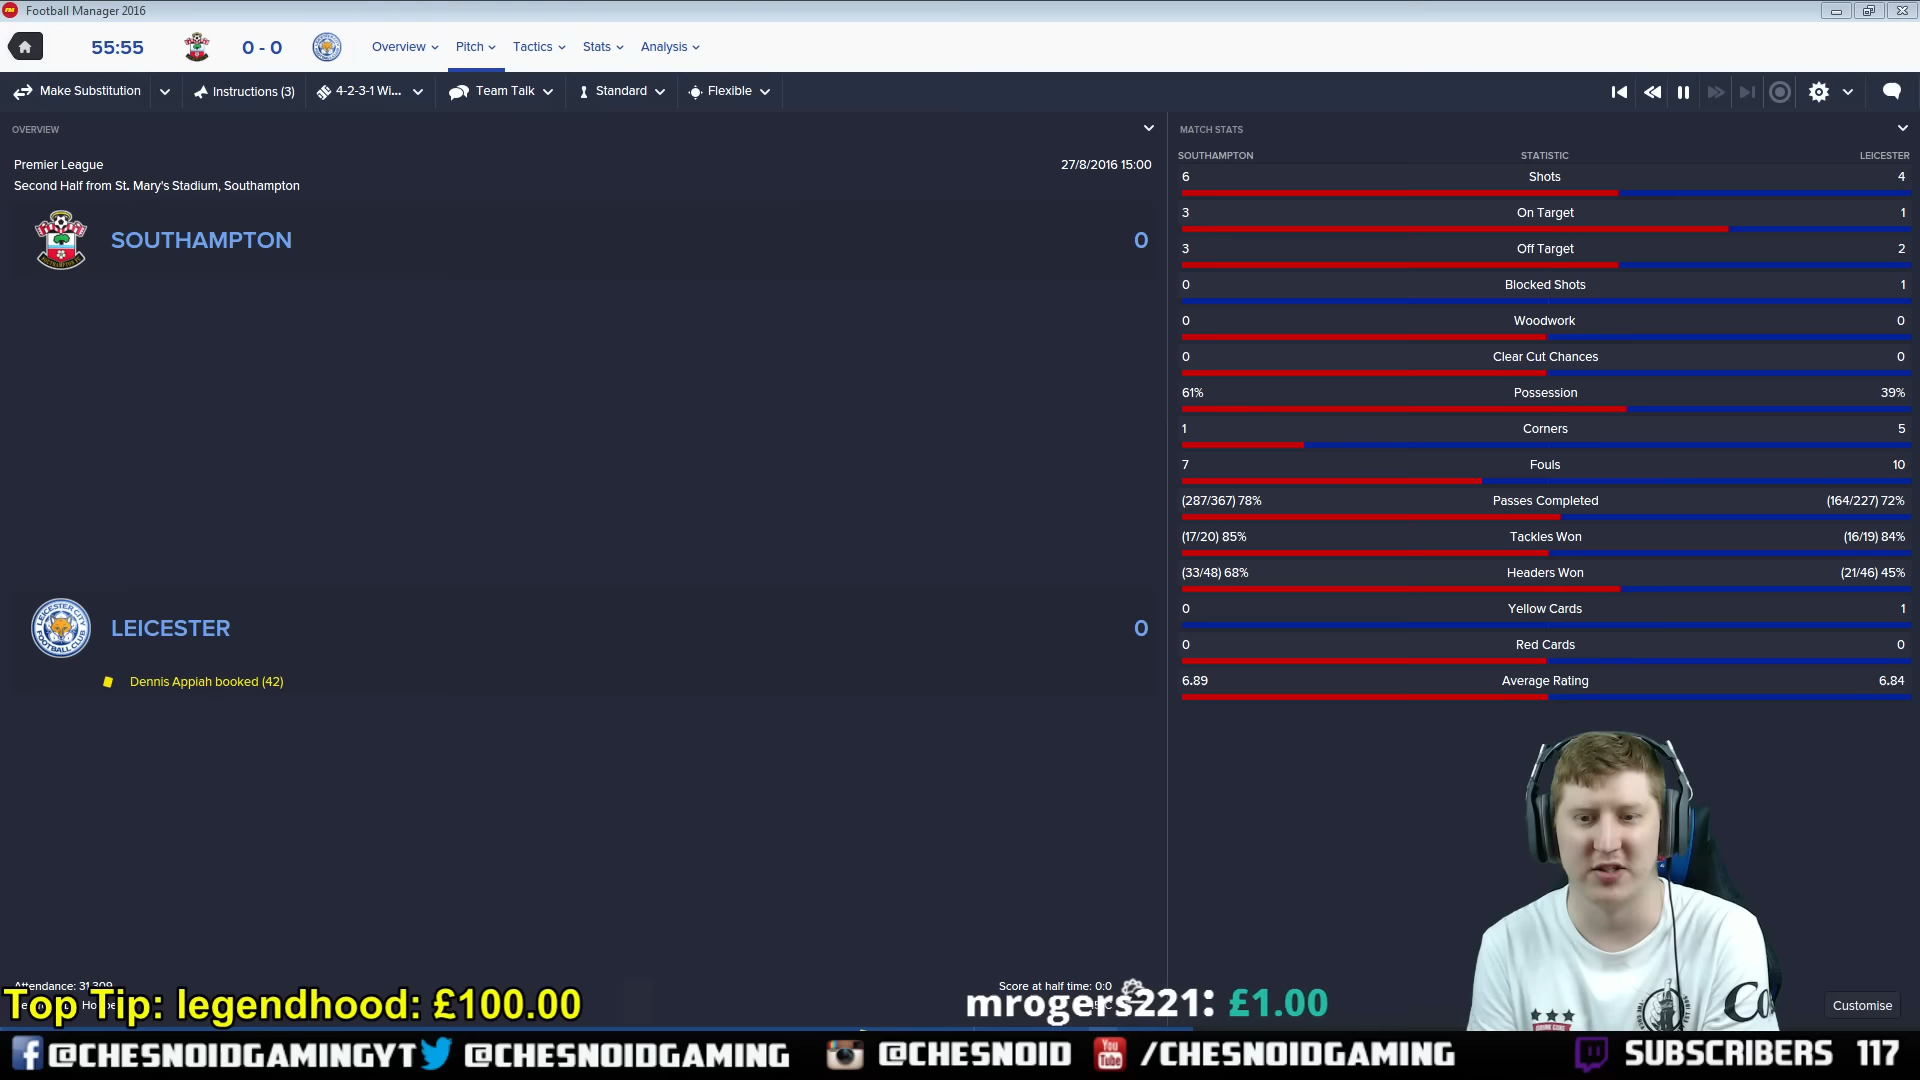 Football Manager 2016
55:55 0 - 0 Overview Pitch Tactics Stats Analysis
Make Substitution Instructions (3) 4-2-3-1 Wi... Team Talk Standard Flexible
OVERVIEW
Premier League 27/8/2016 15:00
Second Half from St. Mary's Stadium, Southampton
SOUTHAMPTON 0
LEICESTER 0
Dennis Appiah booked (42)
MATCH STATS
SOUTHAMPTON STATISTIC LEICESTER
6 Shots 4
3 On Target 1
3 Off Target 2
0 Blocked Shots 1
0 Woodwork 0
0 Clear Cut Chances 0
61% Possession 39%
1 Corners 5
7 Fouls 10
(287/367) 78% Passes Completed (164/227) 72%
(17/20) 85% Tackles Won (16/19) 84%
(33/48) 68% Headers Won (21/46) 45%
0 Yellow Cards 1
0 Red Cards 0
6.89 Average Rating 6.84
Attendance: 31,309
Score at half time: 0:0
Top Tip: legendhood: £100.00
mrogers221: £1.00
Customise
@CHESNOIDGAMINGYT @CHESNOIDGAMING @CHESNOID You Tube /CHESNOIDGAMING SUBSCRIBERS 117